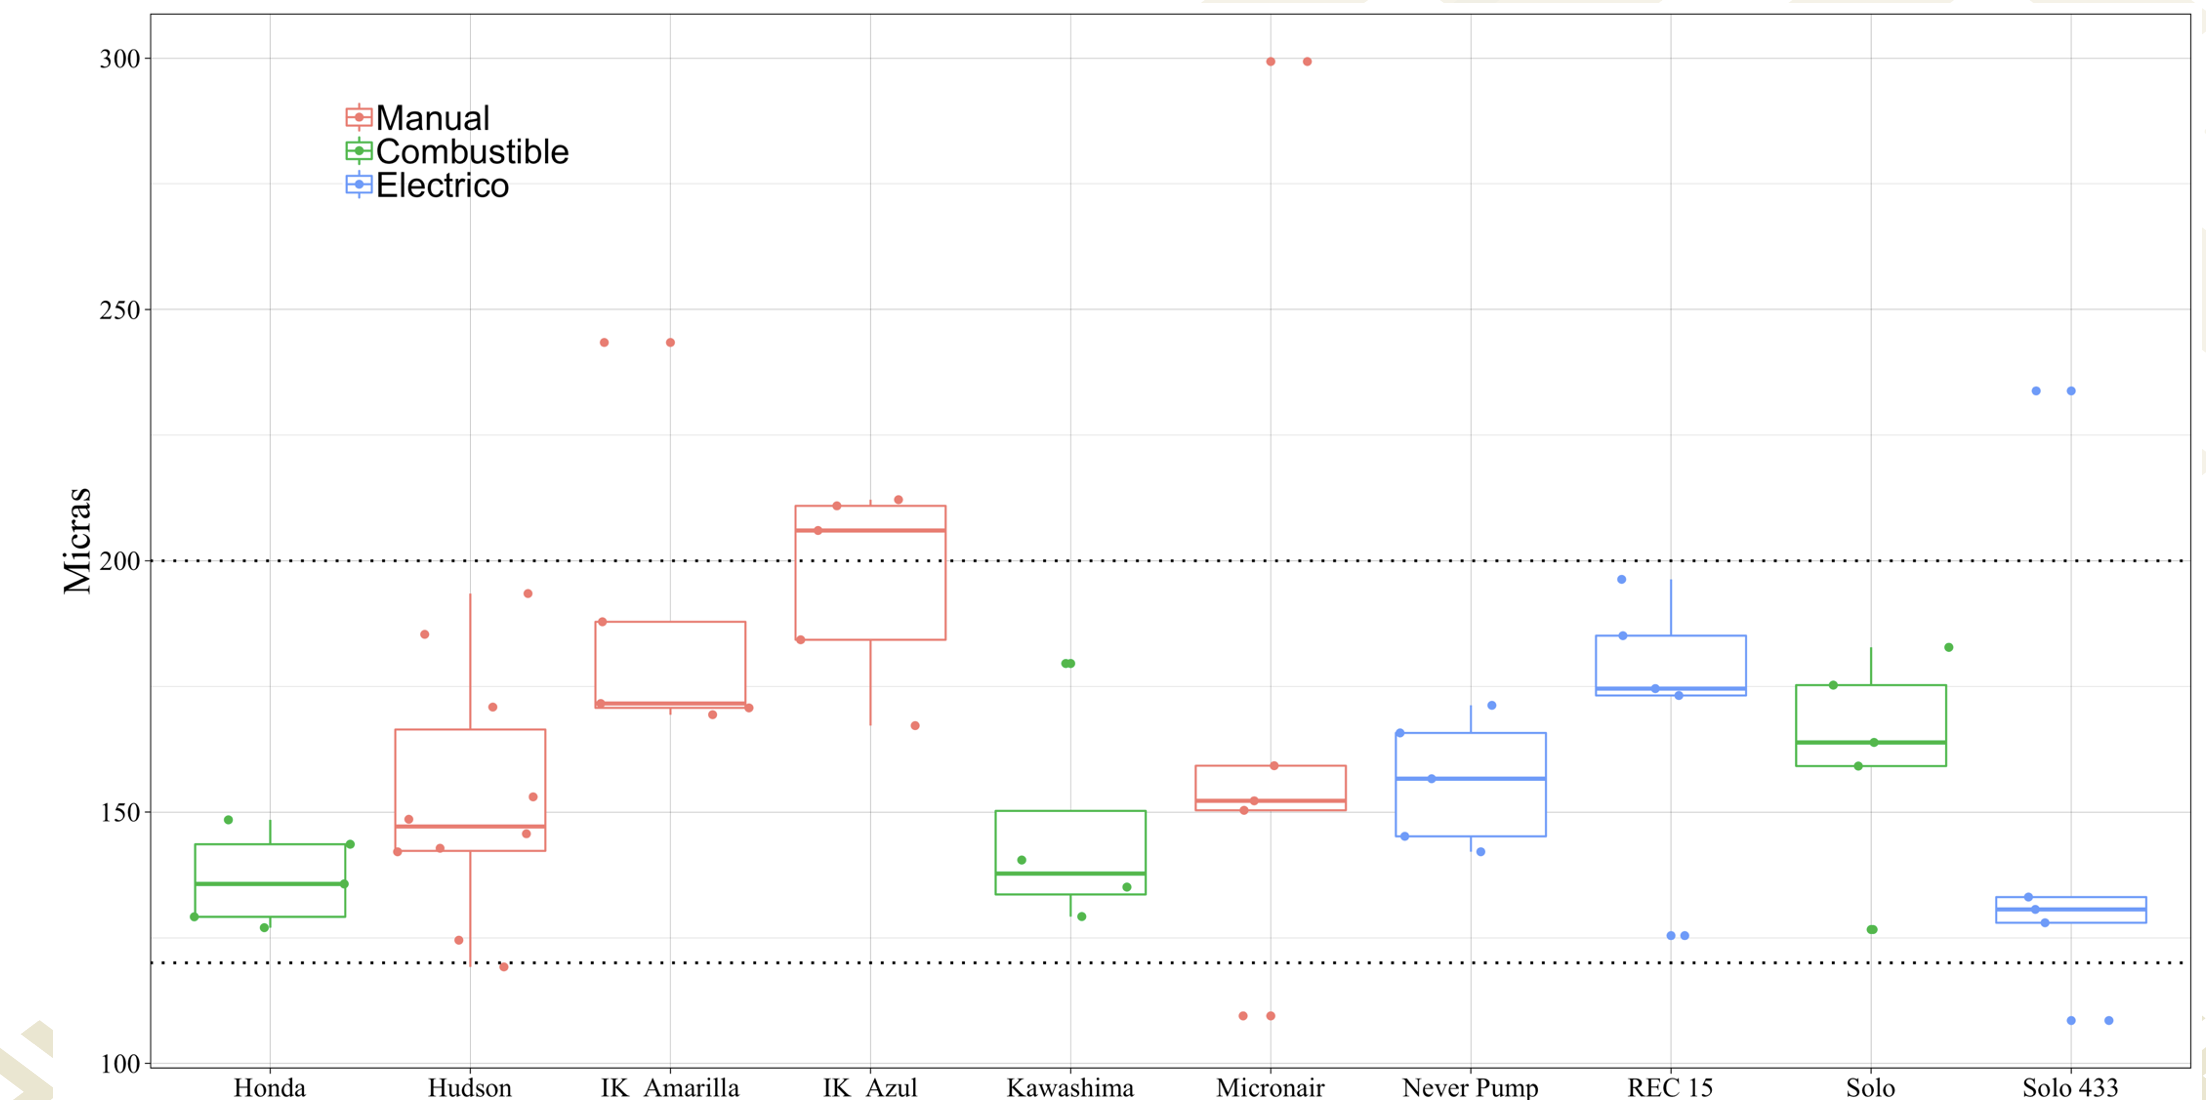 300
Manual
Combustible
Electrico
250
Micras
200
150
100
Honda Hudson IK Amarilla IK Azul Kawashima Micronair Never Pump REC 15 Solo Solo 433